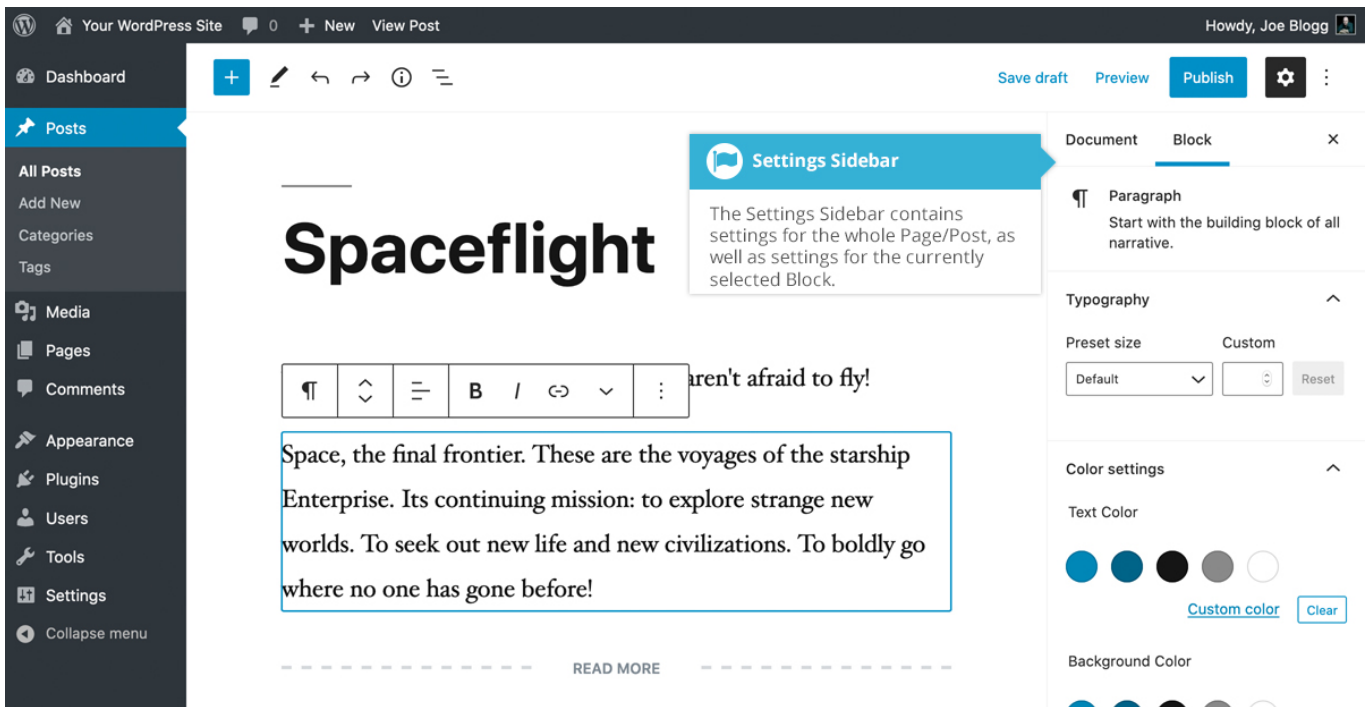 Your WordPress Site 0 New View Post Howdy, Joe Blogg
Dashboard
Posts
All Posts
Add New
Categories
Tags
Media
Pages
Comments
Appearance
Plugins
Users
Tools
Settings
Collapse menu
Save draft Preview Publish
Spaceflight
Settings Sidebar
The Settings Sidebar contains
settings for the whole Page/Post, as
well as settings for the currently
selected Block.
B I
aren't afraid to fly!
Space, the final frontier. These are the voyages of the starship
Enterprise. Its continuing mission: to explore strange new
worlds. To seek out new life and new civilizations. To boldly go
where no one has gone before!
READ MORE
Document Block
Paragraph
Start with the building block of all
narrative.
Typography
Preset size Custom
Default Reset
Color settings
Text Color
Custom color Clear
Background Color